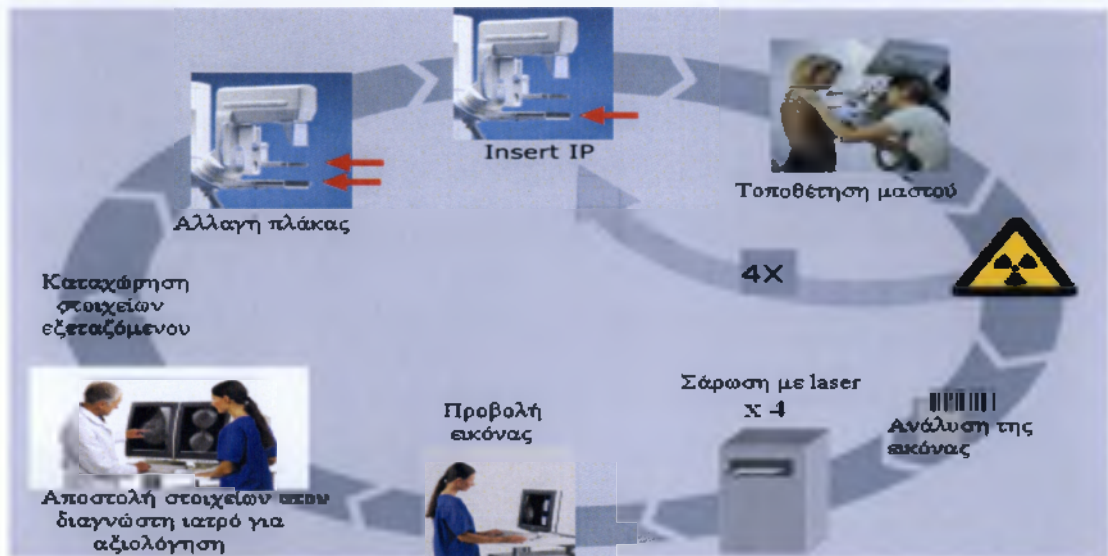 Insert IP
Αλλαγη πλάκας
Τοποθέτηση μαστού
4X
Καταχώρηση
στοιχείων
εξεταζόμενου
Σάρωση με laser
X -4
Προβολή
εικόνας
Ανάλυση της
εικόνας
Αποστολή στοιχείων στον
διαγνώστη ιατρό για
αξιολόγηση